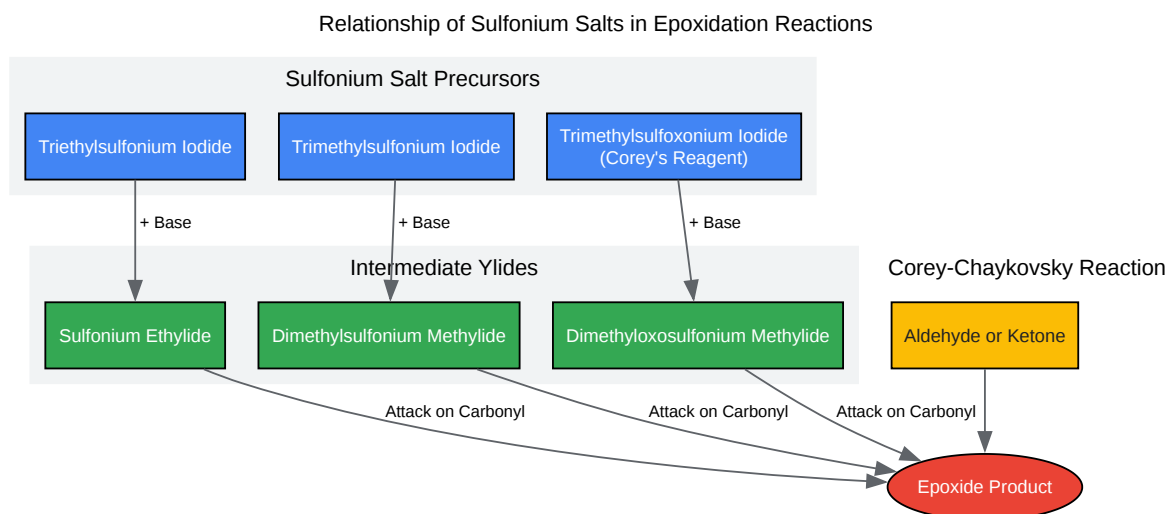 Relationship of Sulfonium Salts in Epoxidation Reactions
Sulfonium Salt Precursors
Triethylsulfonium Iodide
Trimethylsulfonium Iodide
Trimethylsulfoxonium Iodide
(Corey's Reagent)
+ Base
+ Base
+ Base
Intermediate Ylides
Corey-Chaykovsky Reaction
Sulfonium Ethylide
Dimethylsulfonium Methylide
Dimethyloxosulfonium Methylide
Aldehyde or Ketone
Attack on Carbonyl
Attack on Carbonyl
Attack on Carbonyl
Epoxide Product